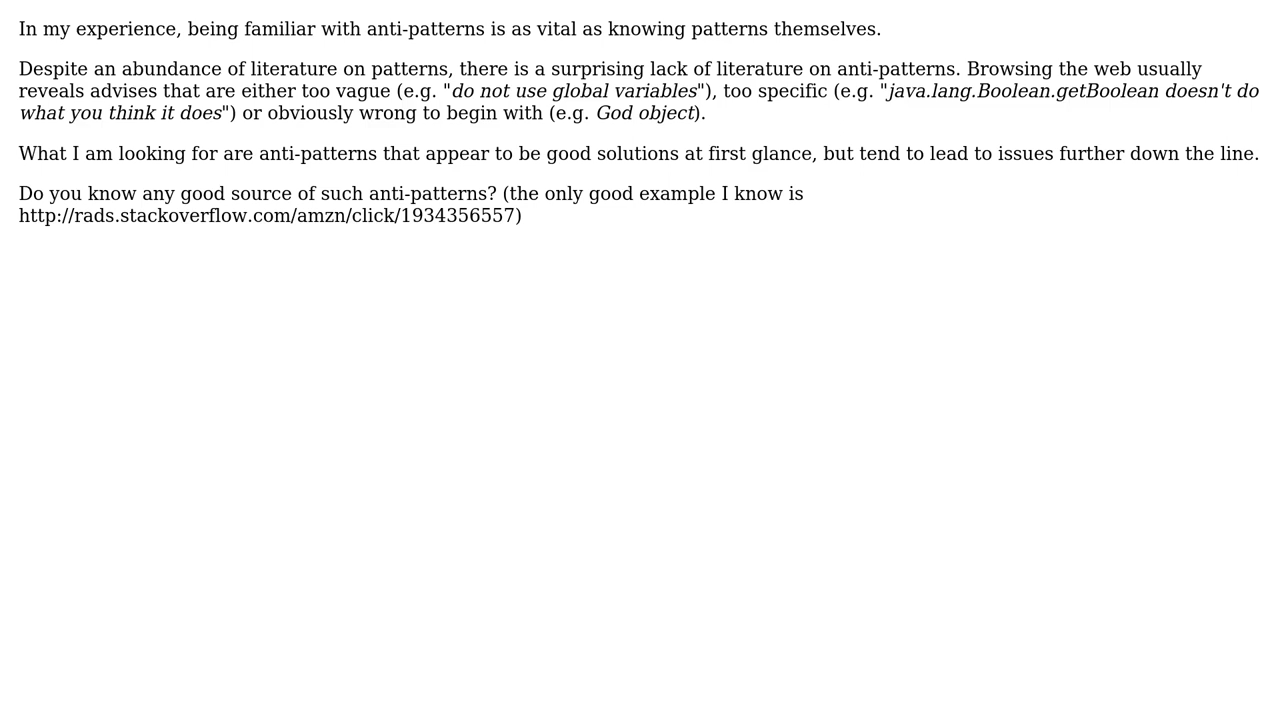 In my experience, being familiar with anti-patterns is as vital as knowing patterns themselves.
Despite an abundance of literature on patterns, there is a surprising lack of literature on anti-patterns. Browsing the web usually
reveals advises that are either too vague (e.g. "do not use global variables"), too specific (e.g. "java.lang.Boolean.getBoolean doesn't do
what you think it does") or obviously wrong to begin with (e.g. God object).
What I am looking for are anti-patterns that appear to be good solutions at first glance, but tend to lead to issues further down the line.
Do you know any good source of such anti-patterns? (the only good example I know is
http://rads.stackoverflow.com/amzn/click/1934356557)